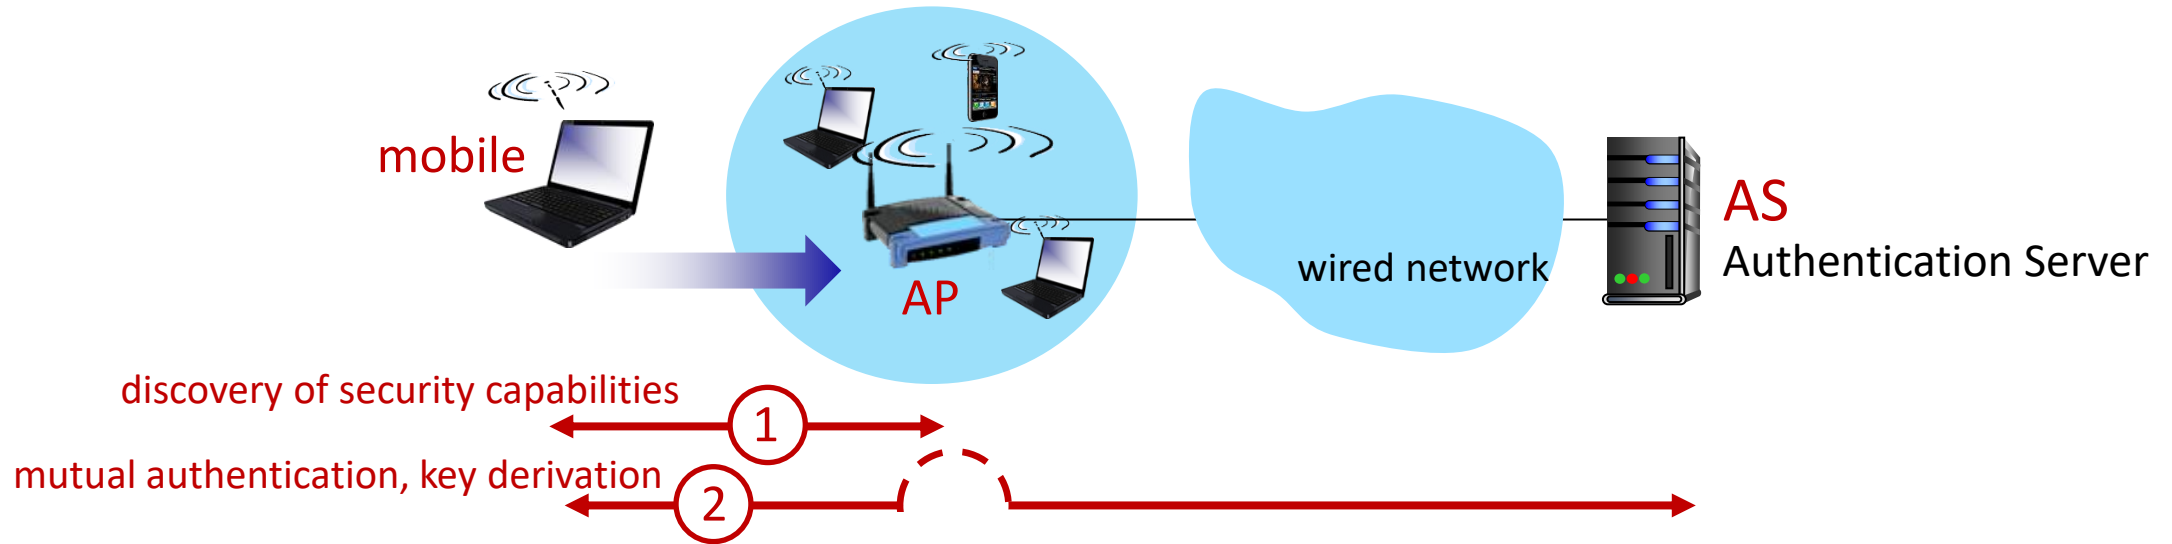 mobile
AP
wired network
AS
Authentication Server
discovery of security capabilities
1
mutual authentication, key derivation
2